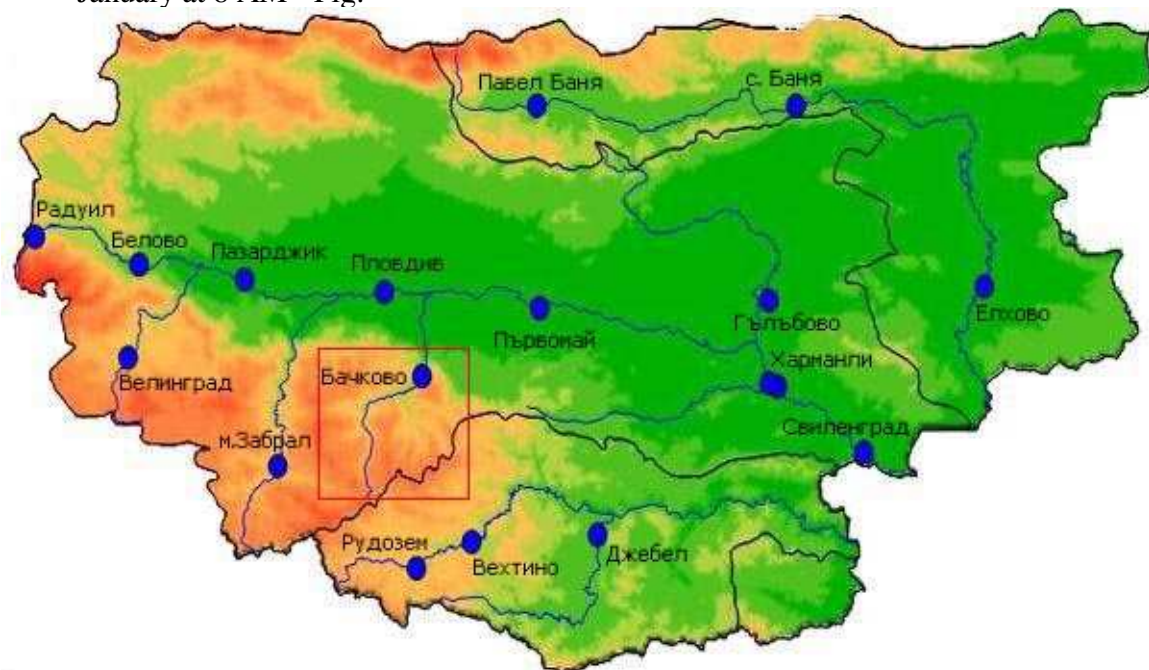 January at 8 AM Fig.
Павел Баня
с. Баня
Радуил
Белово
Пазарджик
Пловдив
Първомай
Гълъбово
Елхово
Харманли
Велинград
Бачково
Свиленград
м.Забрал
Рудозем
Вехтино
Джебел